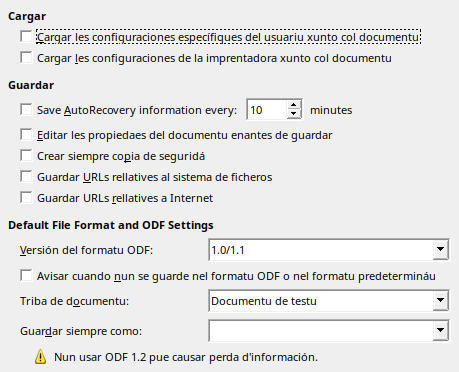 Cargar
Cargar les configuraciones específiques del usuariu xunto col documentu
Cargar les configuraciones de la imprentadora xunto col documentu
Guardar
Save AutoRecovery information every: 10 minutes
Editar les propiedaes del documentu enantes de guardar
Crear siempre copia de seguridá
Guardar URLs rellatives al sistema de ficheros
Guardar URLs rellatives a Internet
Default File Format and ODF Settings
Versión del formatu ODF: 1.0/1.1
Avisar cuando nun se guarde nel formatu ODF o nel formatu predetermináu
Triba de documentu: Documentu de testu
Guardar siempre como:
Nun usar ODF 1.2 pue causar perda d'información.